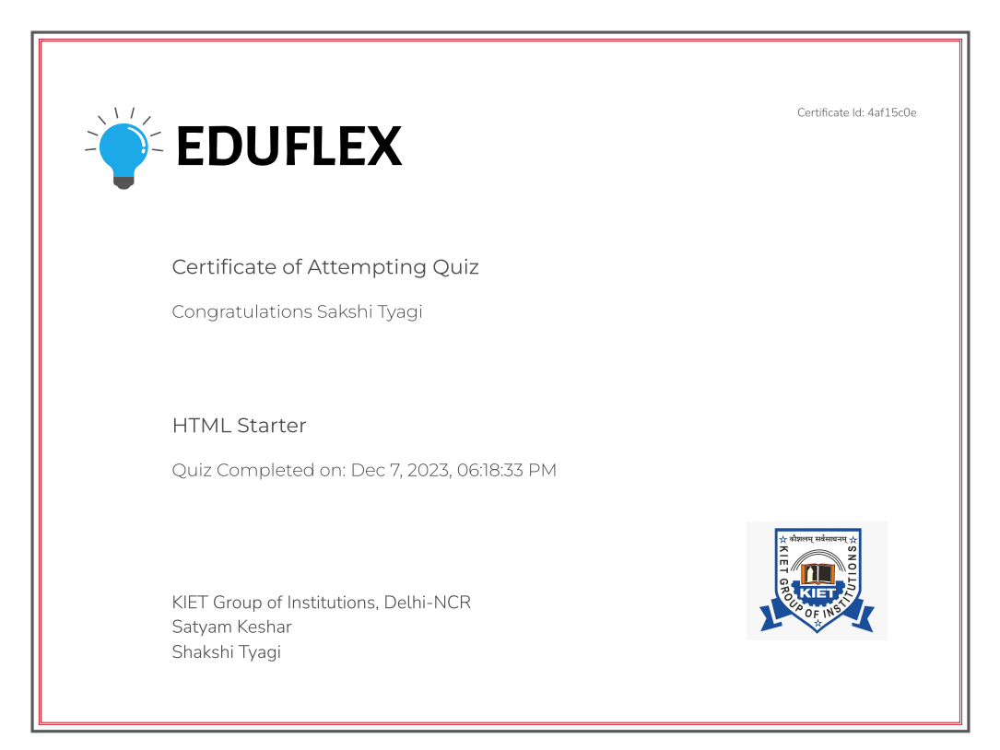 EDUFLEX
Certificate Id: 4af15c0e
Certificate of Attempting Quiz
Congratulations Sakshi Tyagi
HTML Starter
Quiz Completed on: Dec 7, 2023, 06:18:33 PM
KIET Group of Institutions, Delhi-NCR
Satyam Keshar
Shakshi Tyagi
कौशलम् सर्वसाधनम्
KIET GROUP OF INSTITUTIONS
KIET